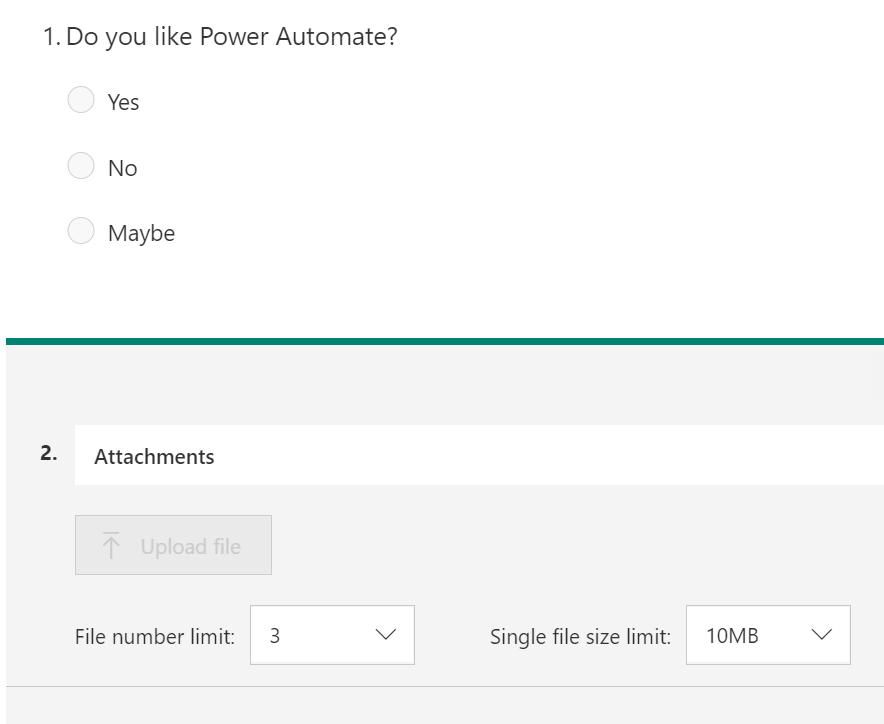 1. Do you like Power Automate?
Yes
No
Maybe
2. Attachments
Upload file
File number limit: 3 Single file size limit: 10MB